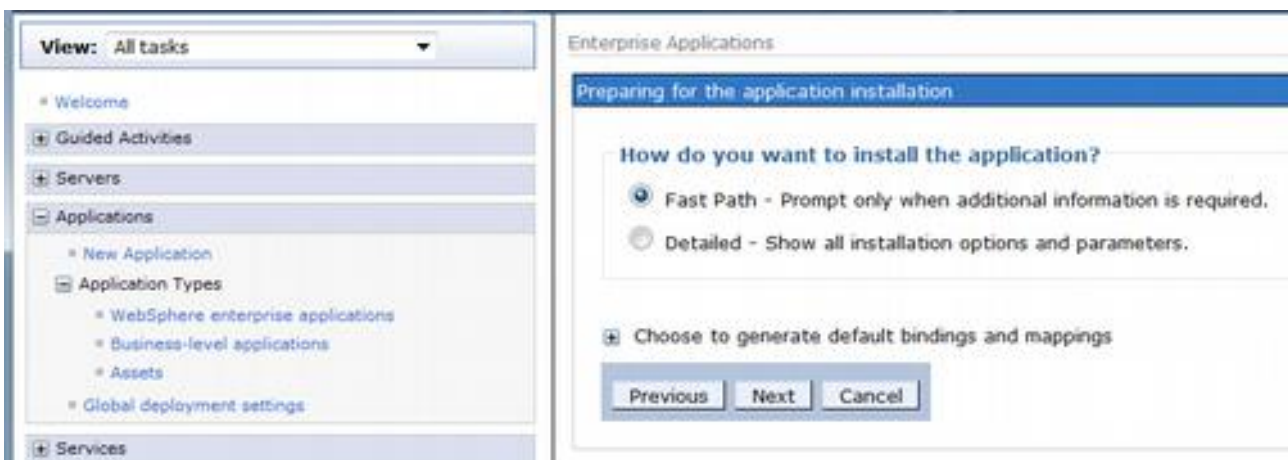 View: All tasks
Welcome
Guided Activities
Servers
Applications
New Application
Application Types
WebSphere enterprise applications
Business-level applications
Assets
Global deployment settings
Services
Enterprise Applications
Preparing for the application installation
How do you want to install the application?
Fast Path - Prompt only when additional information is required.
Detailed - Show all installation options and parameters.
Choose to generate default bindings and mappings
Previous Next Cancel